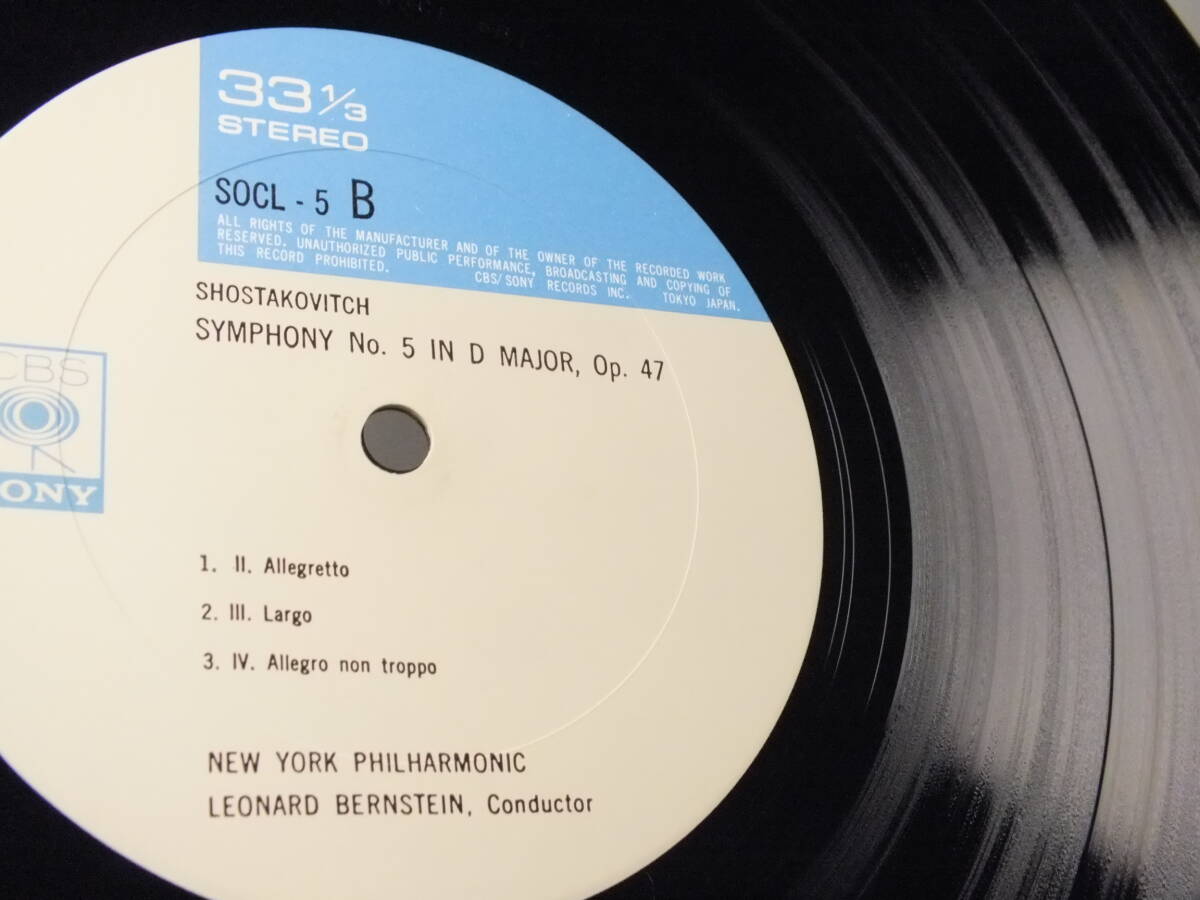 33 1/3
STEREO
SOCL - 5 B
ALL RIGHTS OF THE MANUFACTURER AND OF THE OWNER OF THE RECORDED WORK
RESERVED. UNAUTHORIZED PUBLIC PERFORMANCE, BROADCASTING AND COPYING OF
THIS RECORD PROHIBITED. CBS/SONY RECORDS INC. TOKYO JAPAN.
SHOSTAKOVITCH
SYMPHONY No. 5 IN D MAJOR, Op. 47
CBS
ONY
1. II. Allegretto
2. III. Largo
3. IV. Allegro non troppo
NEW YORK PHILHARMONIC
LEONARD BERNSTEIN, Conductor